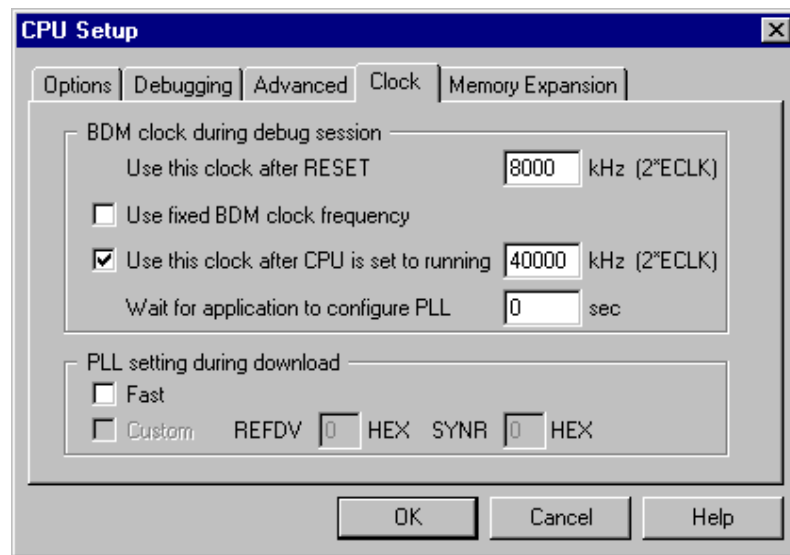 CPU Setup
Options Debugging Advanced Clock Memory Expansion
BDM clock during debug session
Use this clock after RESET 8000 kHz (2*ECLK)
Use fixed BDM clock frequency
Use this clock after CPU is set to running 40000 kHz (2*ECLK)
Wait for application to configure PLL 0 sec
PLL setting during download
Fast
Custom REFDV 0 HEX SYNR 0 HEX
OK Cancel Help